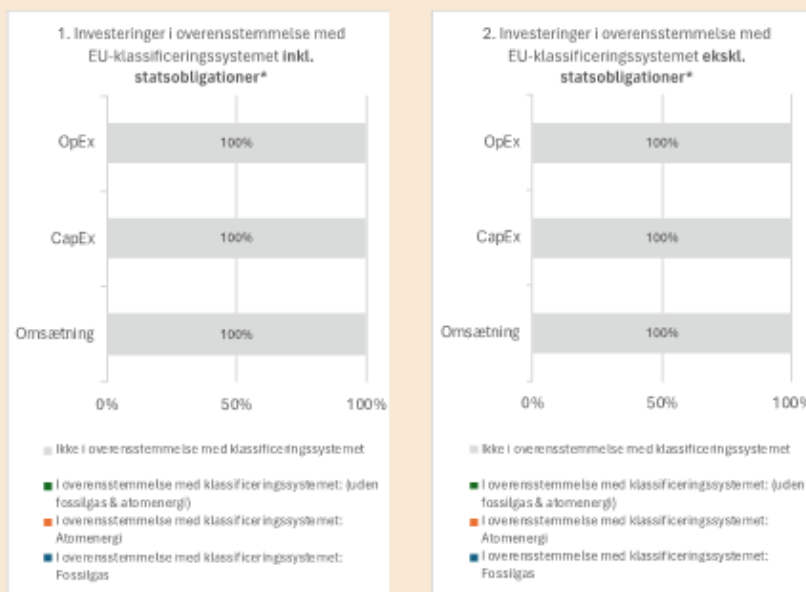 1. Investeringer i overensstemmelse med
EU-klassificeringssystemet inkl.
statsobligationer*
OpEx
100%
CapEx
100%
Omsætning
100%
0%
50%
100%
Ikke i overensstemmelse med klassificeringssystemet
I overensstemmelse med klassificeringssystemet: (uden
fossilgas & atomenergi)
I overensstemmelse med klassificeringssystemet:
Atomenergi
I overensstemmelse med klassificeringssystemet:
Fossilgas
2. Investeringer i overensstemmelse med
EU-klassificeringssystemet ekskl.
statsobligationer*
OpEx
100%
CapEx
100%
Omsætning
100%
0%
50%
100%
Ikke i overensstemmelse med klassificeringssystemet
I overensstemmelse med klassificeringssystemet: (uden
fossilgas & atomenergi)
I overensstemmelse med klassificeringssystemet:
Atomenergi
I overensstemmelse med klassificeringssystemet:
Fossilgas